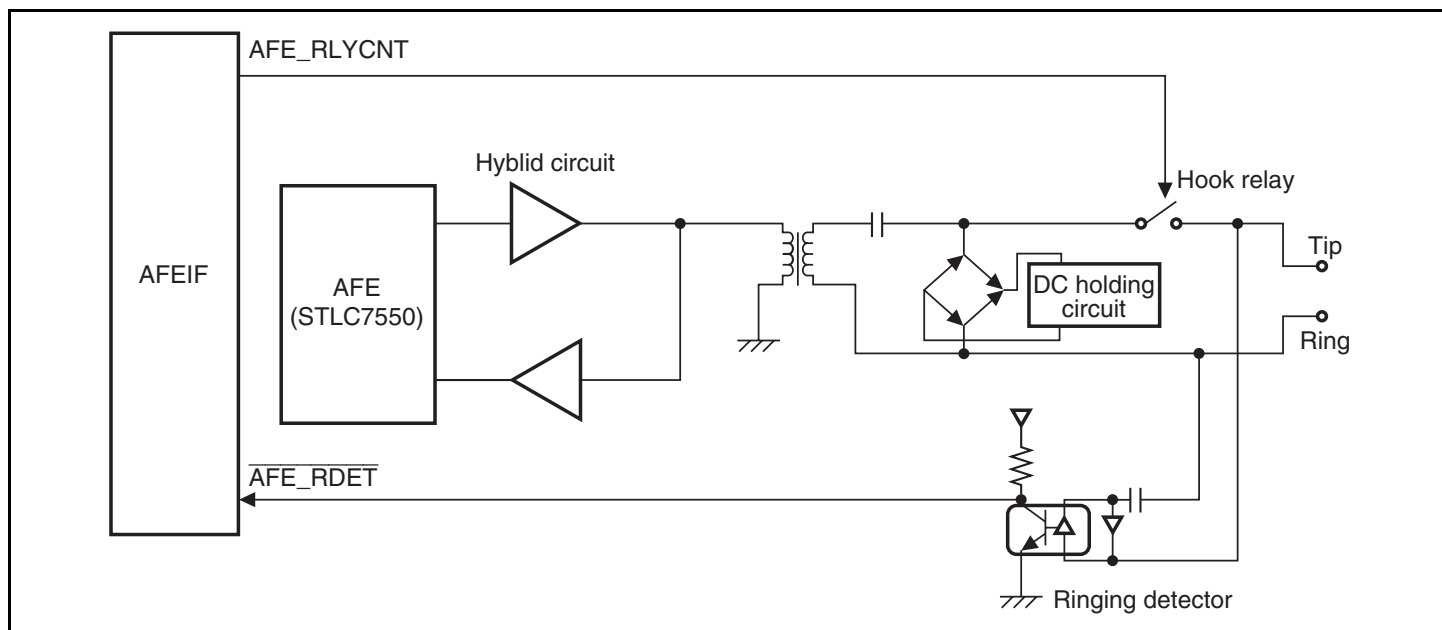 AFE_RLYCNT
Hyblid circuit
Hook relay
Tip
AFEIF
AFE
(STLC7550)
DC holding
circuit
Ring
AFE_RDET
Ringing detector